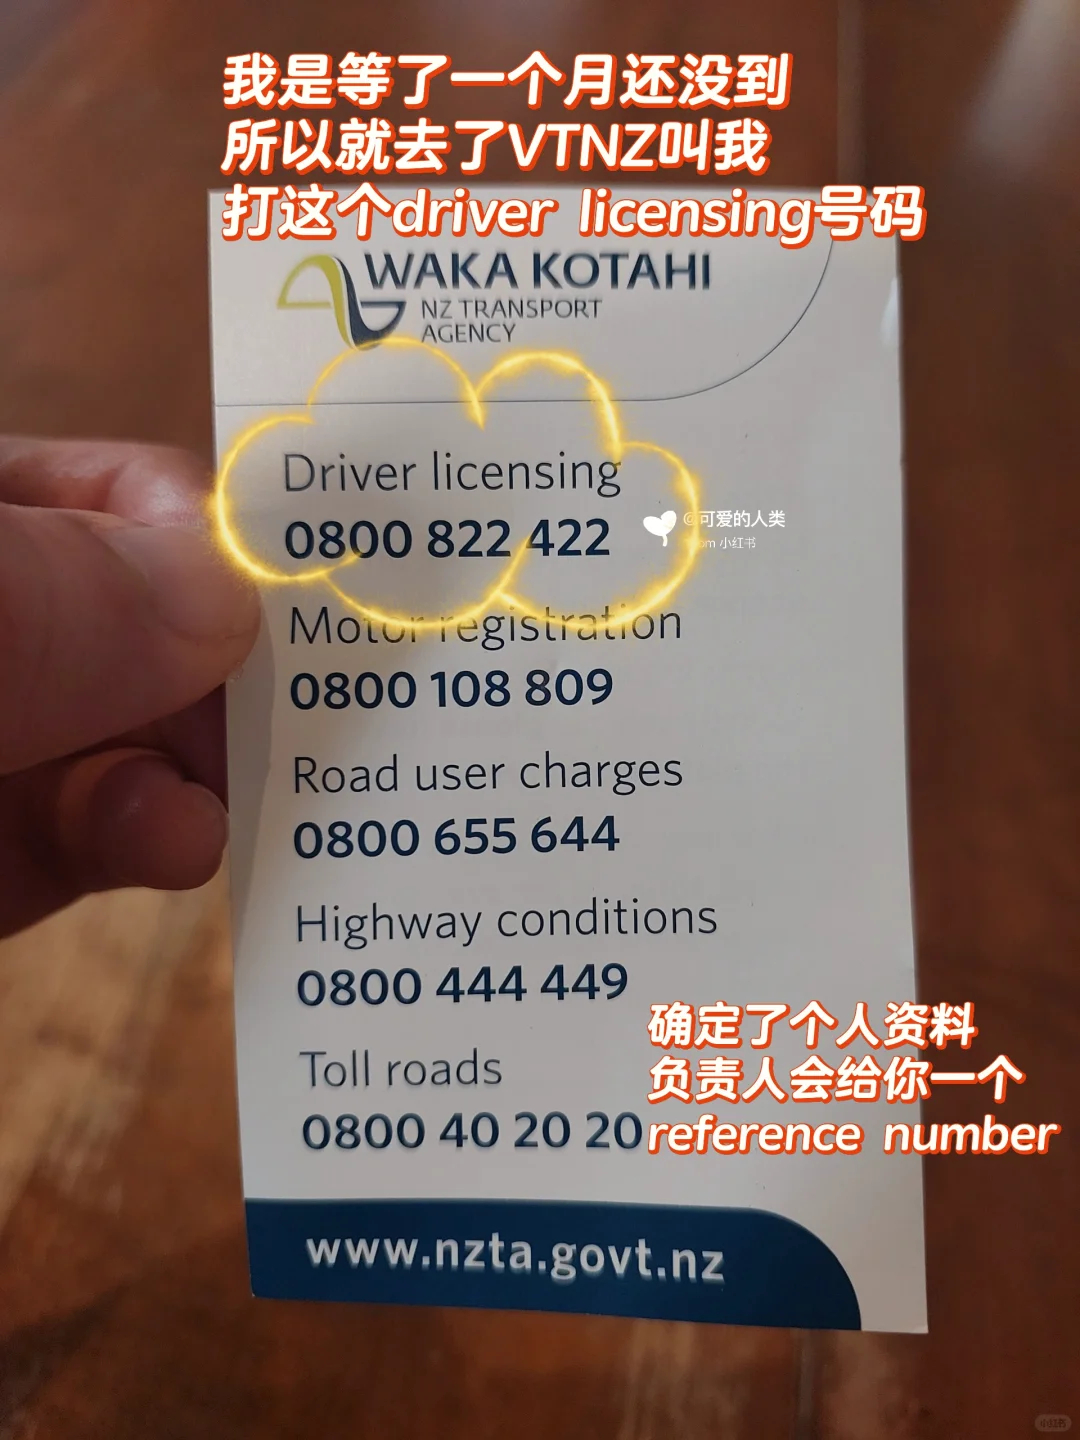 我是等了一个月还没到
所以就去了VTNZ叫我
打这个driver licensing号码
WAKA KOTAHI
NZ TRANSPORT
AGENCY
Driver licensing
0800 822 422
@可爱的人类
from 小红书
Motor registration
0800 108 809
Road user charges
0800 655 644
Highway conditions
0800 444 449
Toll roads
0800 40 20 20
确定了个人资料
负责人会给你一个
reference number
www.nzta.govt.nz
小红书